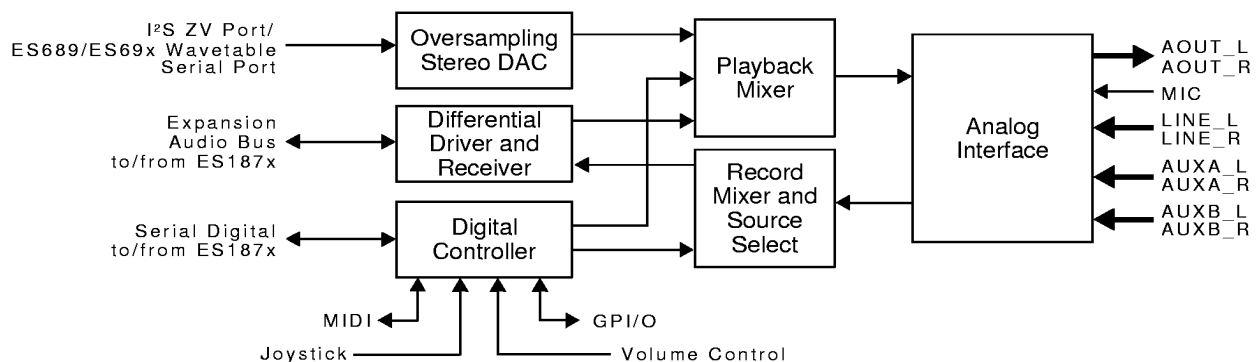 I²S ZV Port/
ES689/ES69x Wavetable
Serial Port
Oversampling
Stereo DAC
Playback
Mixer
Analog
Interface
AOUT_L
AOUT_R
MIC
LINE_L
LINE_R
AUXA_L
AUXA_R
AUXB_L
AUXB_R
Expansion
Audio Bus
to/from ES187x
Differential
Driver and
Receiver
Record
Mixer and
Source
Select
Serial Digital
to/from ES187x
Digital
Controller
MIDI
GPI/O
Joystick
Volume Control